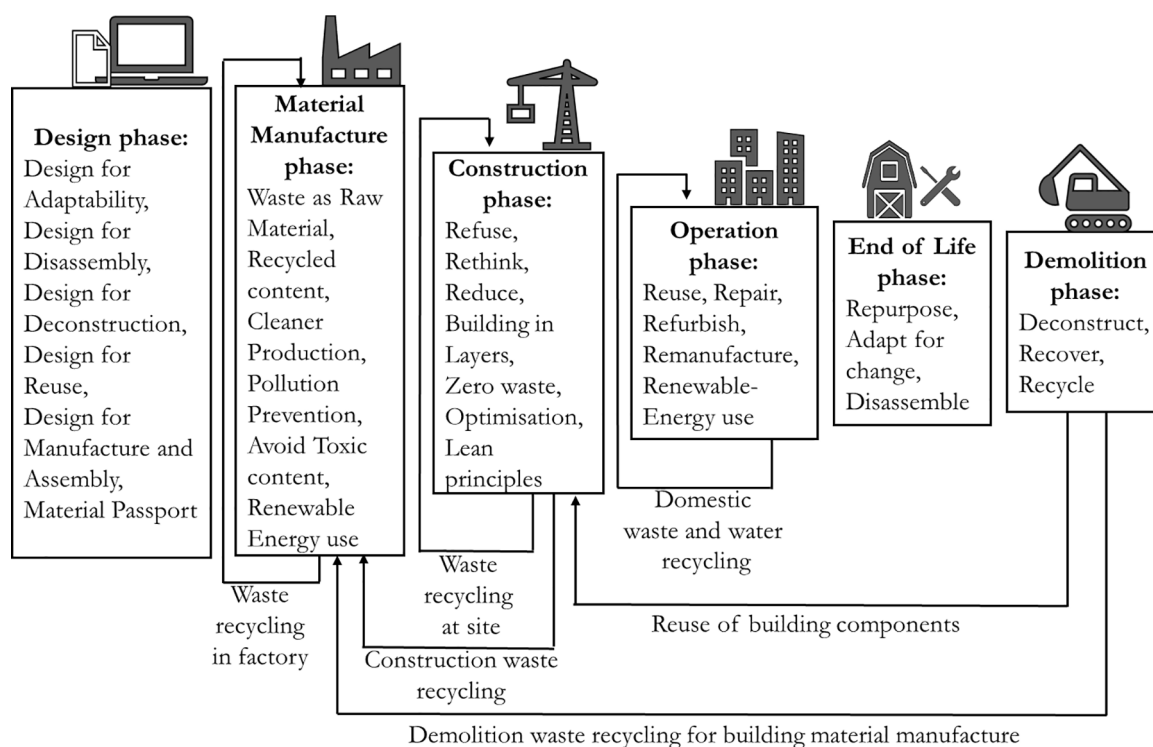 Design phase:
Design for
Adaptability,
Design for
Disassembly,
Design for
Deconstruction,
Design for
Reuse,
Design for
Manufacture and
Assembly,
Material Passport
Material
Manufacture
phase:
Waste as Raw
Material,
Recycled
content,
Cleaner
Production,
Pollution
Prevention,
Avoid Toxic
content,
Renewable
Energy use
Construction
phase:
Refuse,
Rethink,
Reduce,
Building in
Layers,
Zero waste,
Optimisation,
Lean
principles
Operation
phase:
Reuse, Repair,
Refurbish,
Remanufacture,
Renewable-
Energy use
End of Life
phase:
Repurpose,
Adapt for
change,
Disassemble
Demolition
phase:
Deconstruct,
Recover,
Recycle
Waste
recycling
in factory
Waste
recycling
at site
Construction waste
recycling
Domestic
waste and water
recycling
Reuse of building components
Demolition waste recycling for building material manufacture